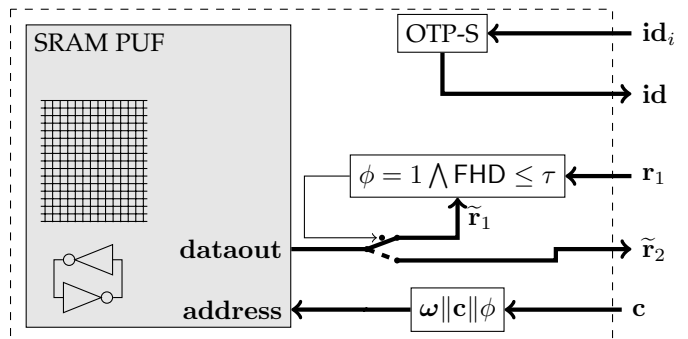 SRAM PUF
OTP-S
id_i
id
ϕ = 1 ⋀ FHD ≤ τ
r_1
r̃_1
dataout
r̃_2
address
ω‖c‖ϕ
c